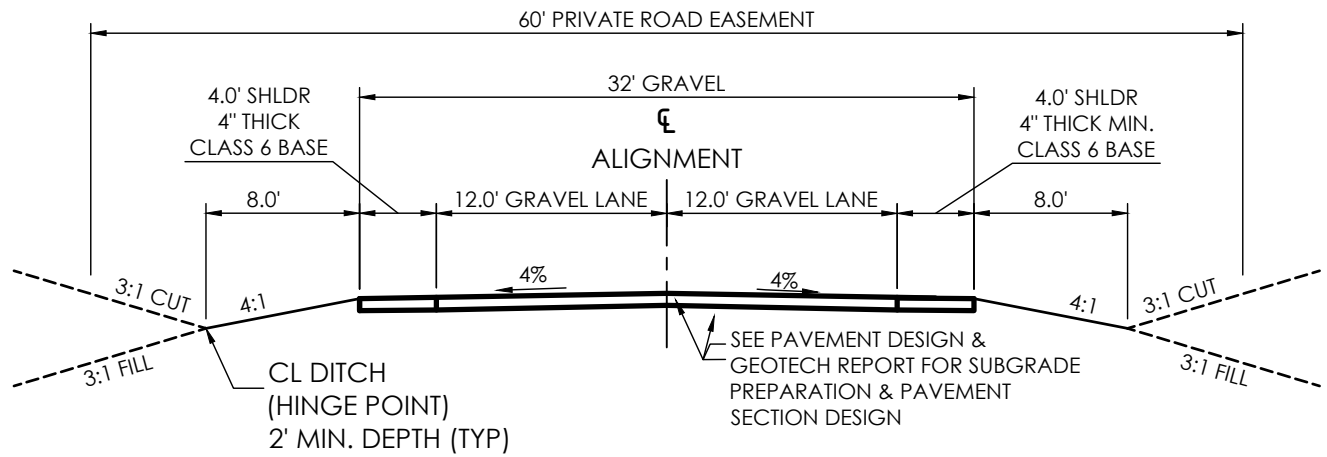 60' PRIVATE ROAD EASEMENT
32' GRAVEL
4.0' SHLDR
4" THICK
CLASS 6 BASE
℄
ALIGNMENT
4.0' SHLDR
4" THICK MIN.
CLASS 6 BASE
8.0'
12.0' GRAVEL LANE
12.0' GRAVEL LANE
8.0'
3:1 CUT
4:1
4%
4%
4:1
3:1 CUT
3:1 FILL
3:1 FILL
CL DITCH
(HINGE POINT)
2' MIN. DEPTH (TYP)
SEE PAVEMENT DESIGN &
GEOTECH REPORT FOR SUBGRADE
PREPARATION & PAVEMENT
SECTION DESIGN